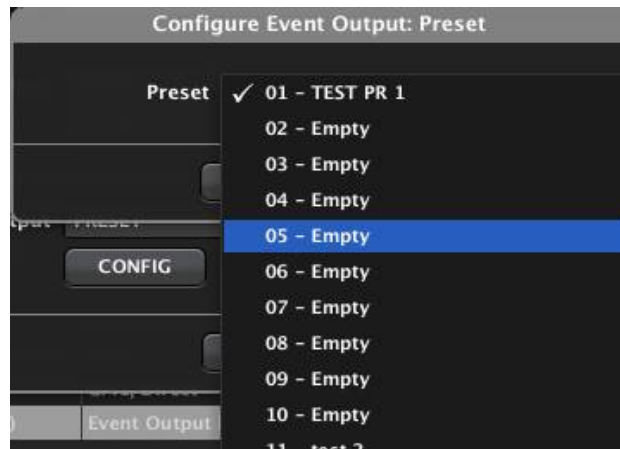 Configure Event Output: Preset
Preset ✓ 01 – TEST PR 1
02 – Empty
03 – Empty
04 – Empty
05 – Empty
06 – Empty
07 – Empty
08 – Empty
09 – Empty
10 – Empty
PRESET
CONFIG
Event Output